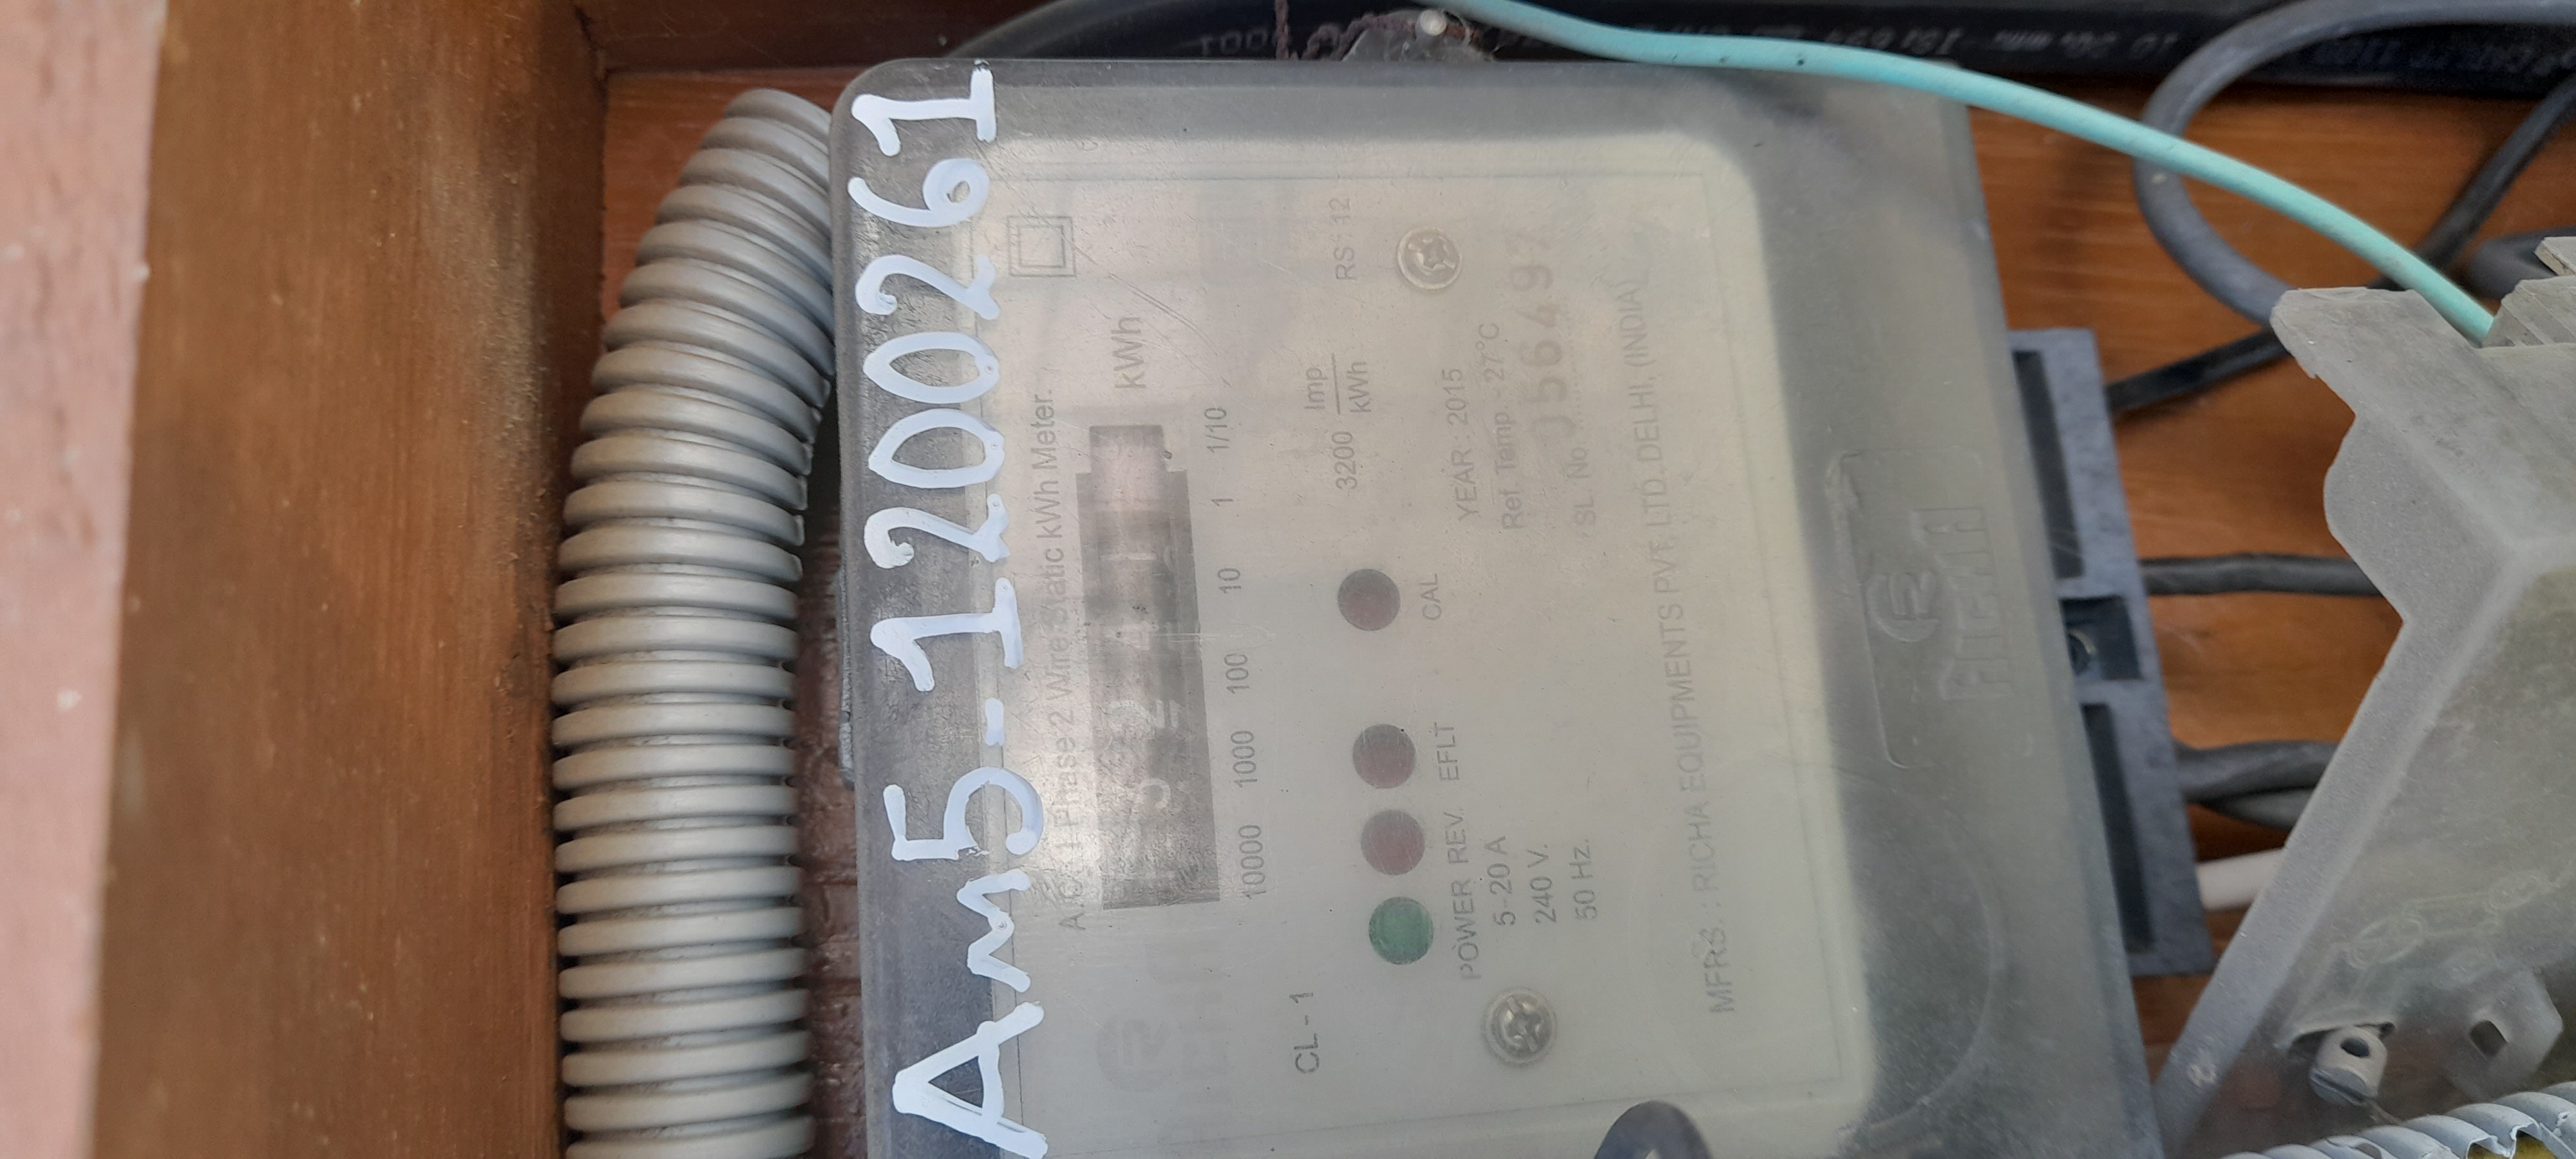 Am5-1200261
A.C. 1 Phase 2 Wire Static kWh Meter.
kWh
10000 1000 100 10 1 1/10
CL - 1
3200 Imp/kWh
RS : 12
CAL
POWER REV. EFLT
YEAR : 2015
5-20 A
Ref. Temp. - 27°C
240 V.
SL. No.
50 Hz.
MFRS. : RICHA EQUIPMENTS PVT. LTD. DELHI, (INDIA)